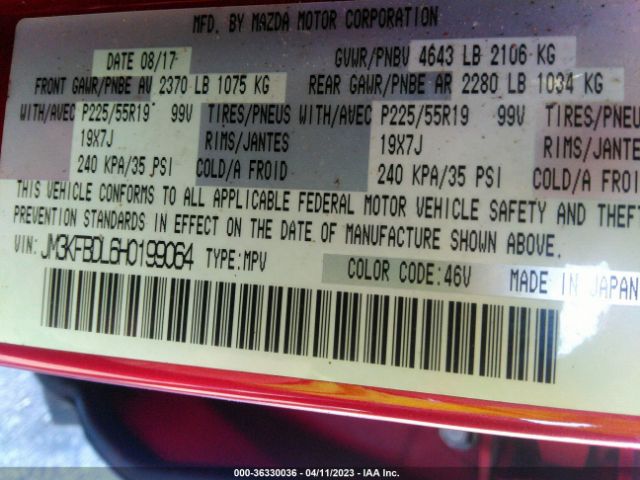 MFD. BY MAZDA MOTOR CORPORATION
DATE 08/17 GVWR/PNBV 4643 LB 2106 KG
FRONT GAWR/PNBE AV 2370 LB 1075 KG REAR GAWR/PNBE AR 2280 LB 1034 KG
WITH/AVEC P225/55R19 99V TIRES/PNEUS WITH/AVEC P225/55R19 99V TIRES/PNEUS
19X7J RIMS/JANTES 19X7J RIMS/JANTES
240 KPA/35 PSI COLD/A FROID 240 KPA/35 PSI COLD/A FROID
THIS VEHICLE CONFORMS TO ALL APPLICABLE FEDERAL MOTOR VEHICLE SAFETY AND THEFT
PREVENTION STANDARDS IN EFFECT ON THE DATE OF MANUFACTURE SHOWN ABOVE.
VIN: JM3KFBDL6H0199064 TYPE: MPV COLOR CODE: 46V MADE IN JAPAN
000-36330036 - 04/11/2023 - IAA Inc.